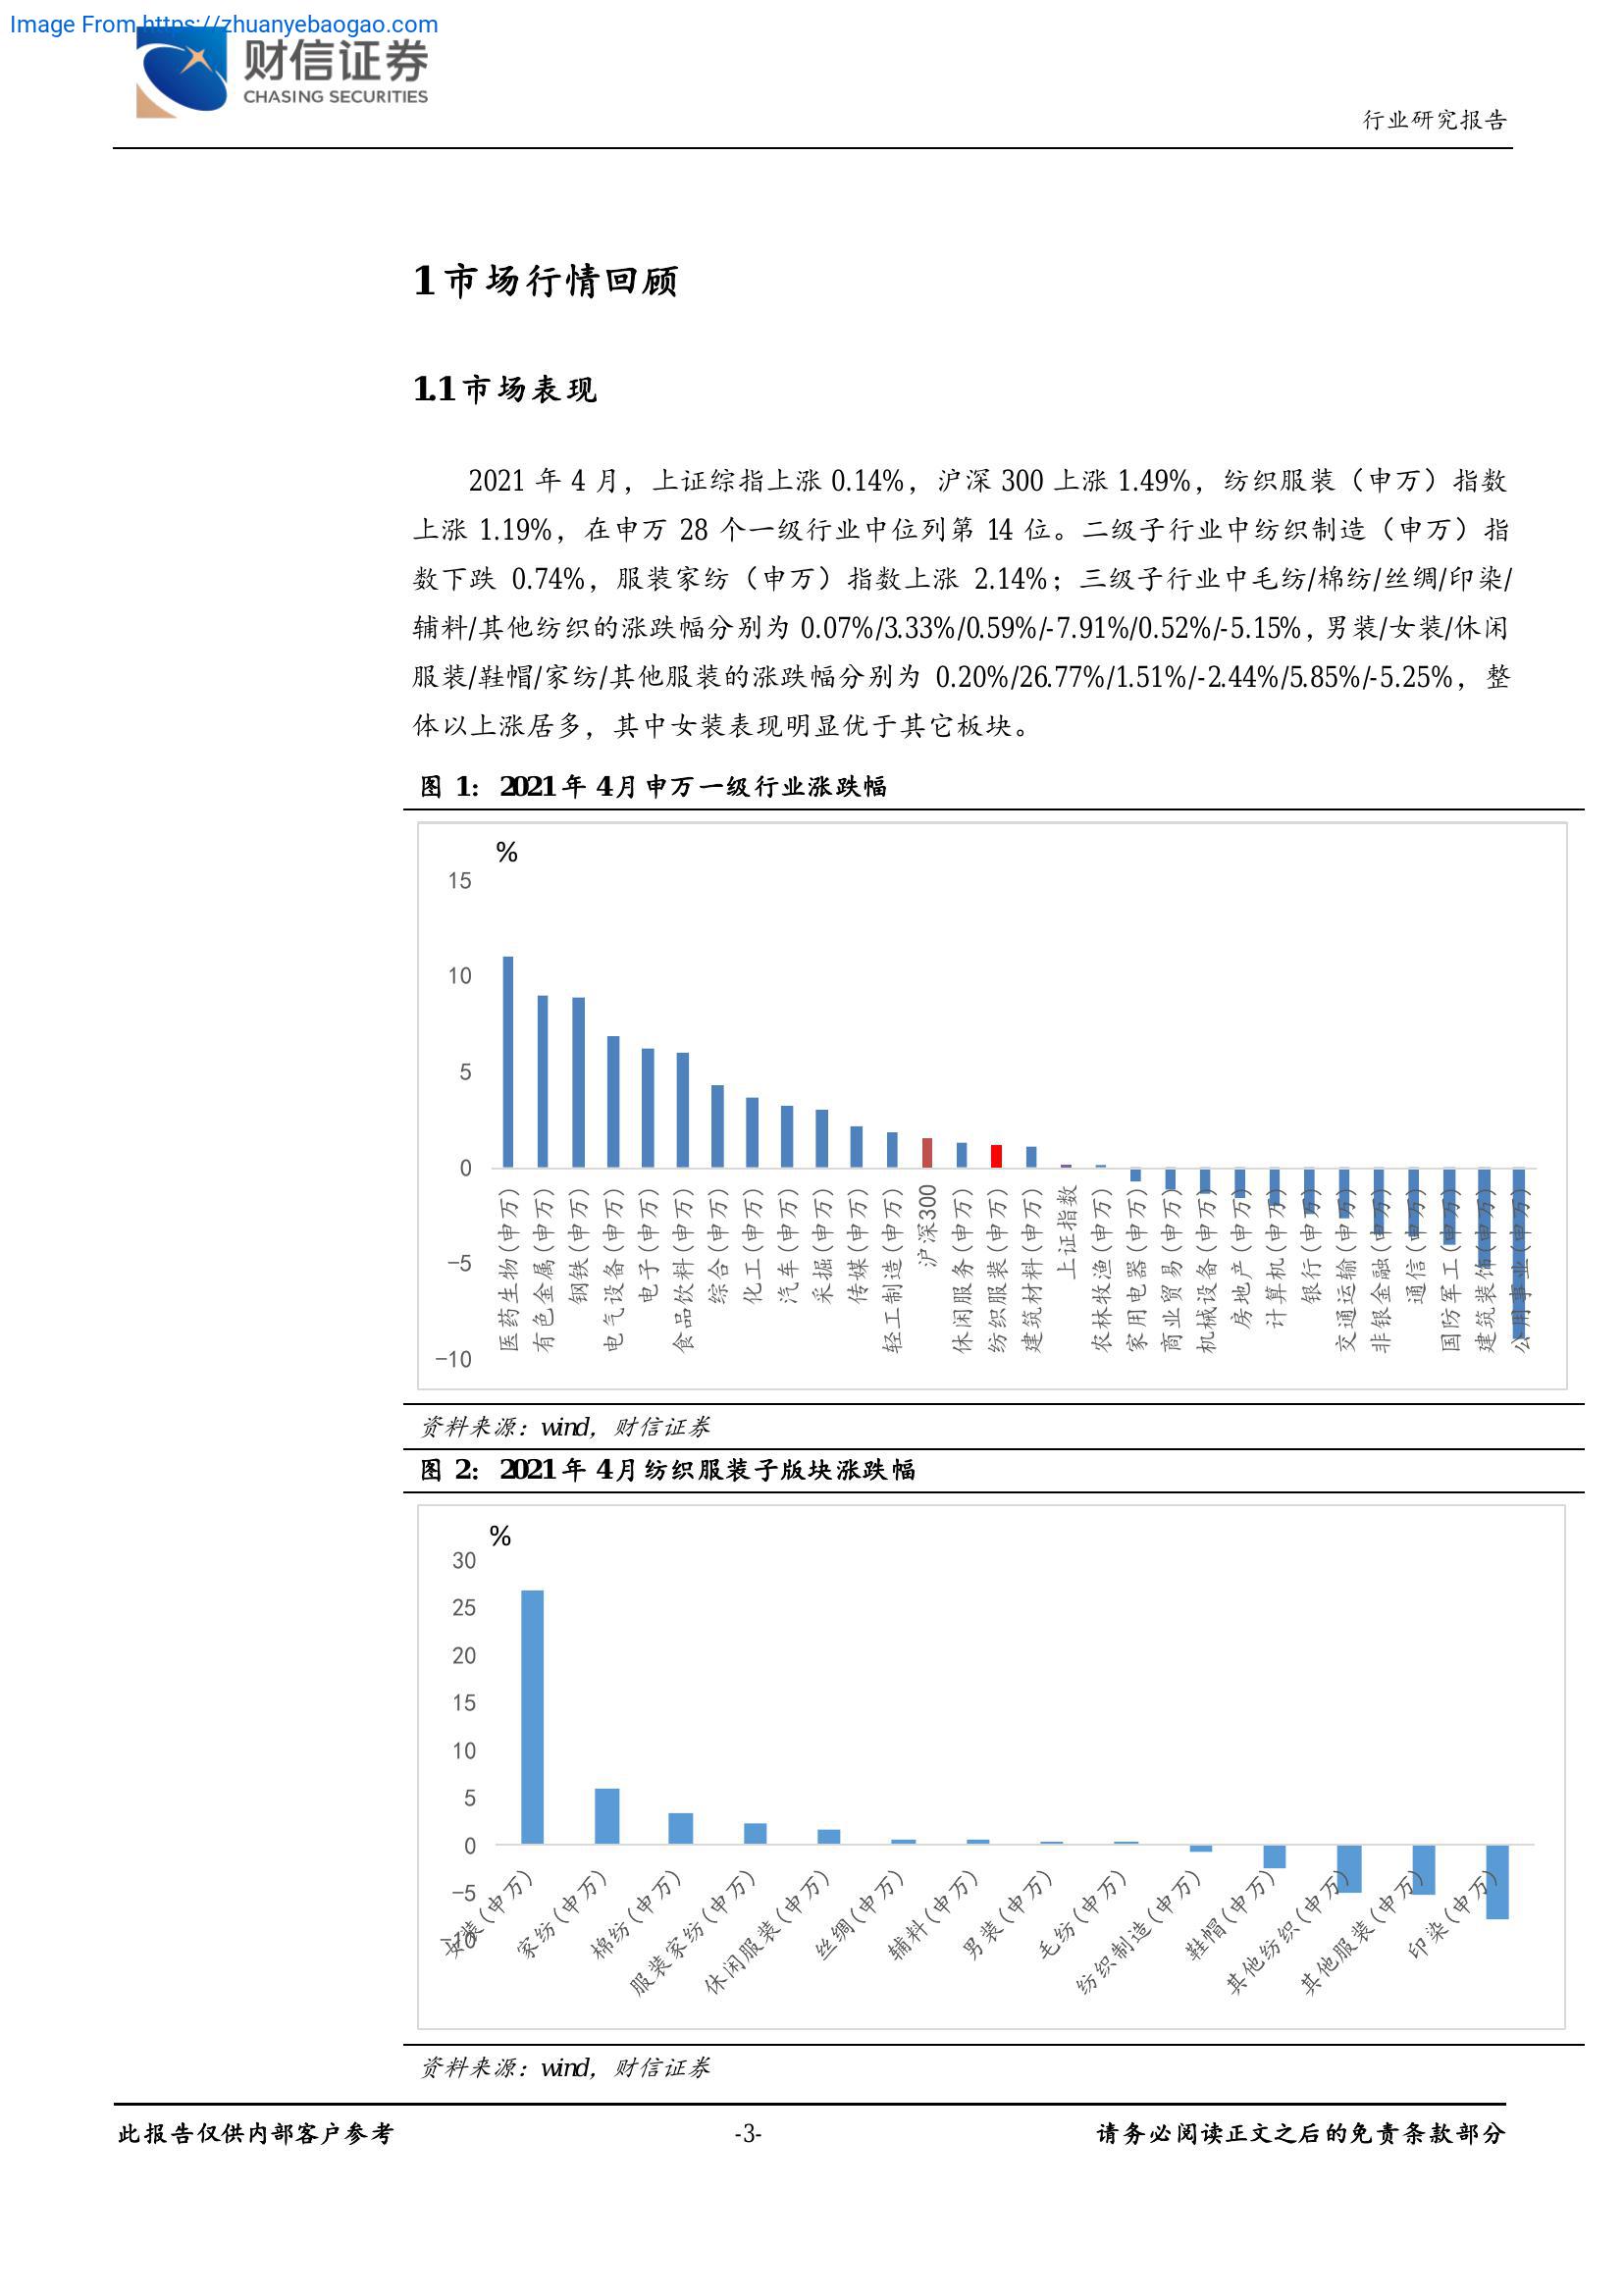 Image From https://zhuanyebaogao.com
财信证券
CHASING SECURITIES
行业研究报告
1 市场行情回顾
1.1 市场表现
2021 年 4 月，上证综指上涨 0.14%，沪深 300 上涨 1.49%，纺织服装（申万）指数
上涨 1.19%，在申万 28 个一级行业中位列第 14 位。二级子行业中纺织制造（申万）指
数下跌 0.74%，服装家纺（申万）指数上涨 2.14%；三级子行业中毛纺/棉纺/丝绸/印染/
辅料/其他纺织的涨跌幅分别为 0.07%/3.33%/0.59%/-7.91%/0.52%/-5.15%，男装/女装/休闲
服装/鞋帽/家纺/其他服装的涨跌幅分别为 0.20%/26.77%/1.51%/-2.44%/5.85%/-5.25%，整
体以上涨居多，其中女装表现明显优于其它板块。
图 1：2021 年 4 月申万一级行业涨跌幅
%
15
10
5
0
-5
-10
医药生物(申万)
有色金属(申万)
钢铁(申万)
电气设备(申万)
电子(申万)
食品饮料(申万)
综合(申万)
化工(申万)
汽车(申万)
采掘(申万)
传媒(申万)
轻工制造(申万)
沪深300
休闲服务(申万)
纺织服装(申万)
建筑材料(申万)
上证指数
农林牧渔(申万)
家用电器(申万)
商业贸易(申万)
机械设备(申万)
房地产(申万)
计算机(申万)
银行(申万)
交通运输(申万)
非银金融(申万)
通信(申万)
国防军工(申万)
建筑装饰(申万)
公用事业(申万)
资料来源：wind，财信证券
图 2：2021 年 4 月纺织服装子版块涨跌幅
%
30
25
20
15
10
5
0
-5
-10
女装(申万)
家纺(申万)
棉纺(申万)
服装家纺(申万)
休闲服装(申万)
丝绸(申万)
辅料(申万)
男装(申万)
毛纺(申万)
纺织制造(申万)
鞋帽(申万)
其他纺织(申万)
其他服装(申万)
印染(申万)
资料来源：wind，财信证券
此报告仅供内部客户参考
-3-
请务必阅读正文之后的免责条款部分